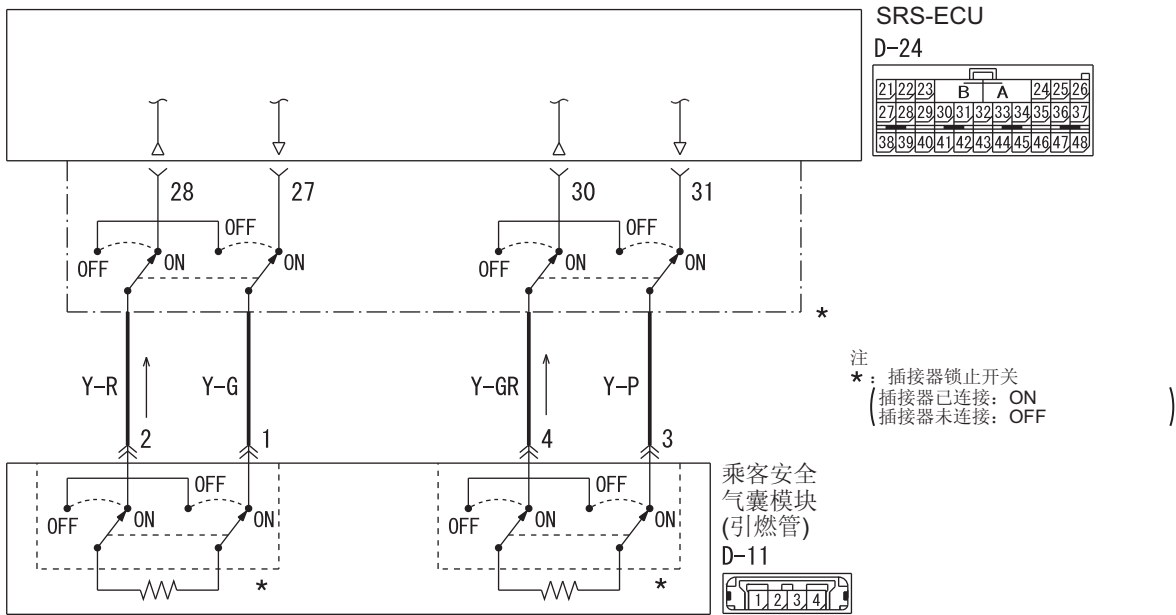 SRS-ECU
D-24
21 22 23 B A 24 25 26
27 28 29 30 31 32 33 34 35 36 37
38 39 40 41 42 43 44 45 46 47 48
28 27 30 31
OFF OFF
OFF ON ON OFF ON ON
*
Y-R Y-G Y-GR Y-P
注
*：插接器锁止开关
(插接器已连接：ON
插接器未连接：OFF)
2 1 4 3
OFF OFF
OFF ON ON OFF ON ON
* *
乘客安全
气囊模块
(引燃管)
D-11
1 2 3 4